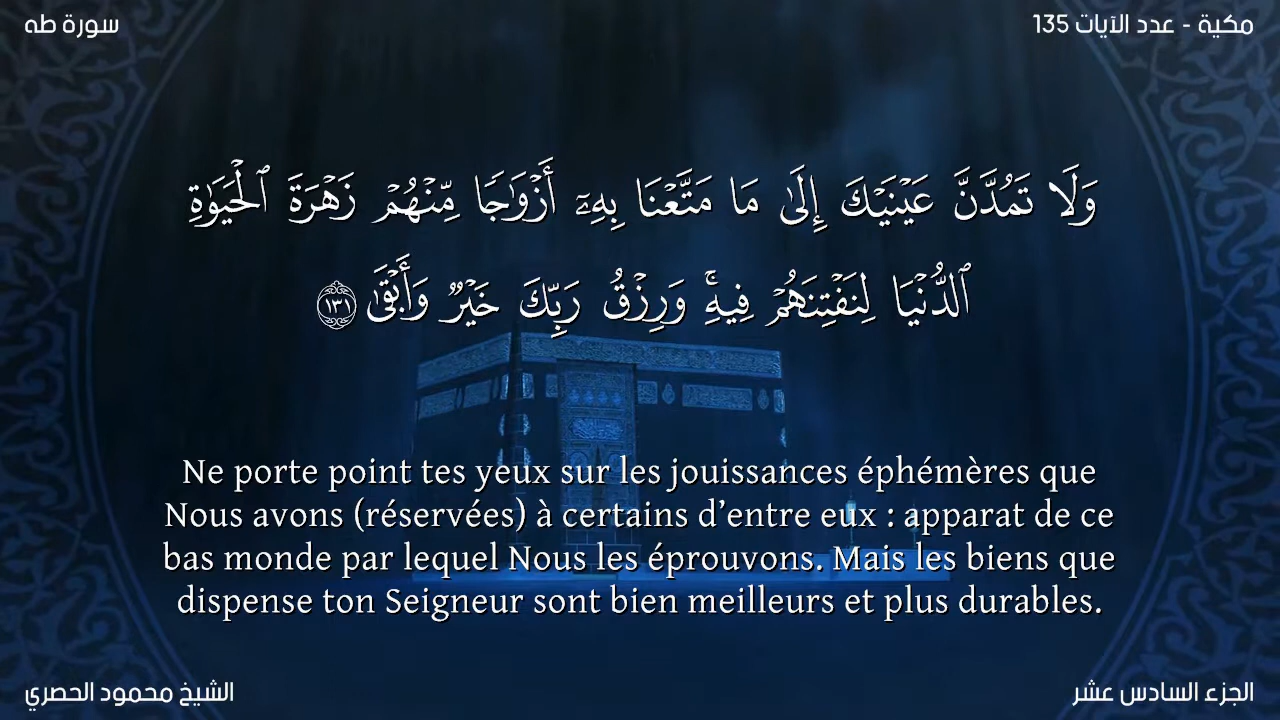 سورة طه
مكية - عدد الآيات 135
وَلَا تَمُدَّنَّ عَيْنَيْكَ إِلَىٰ مَا مَتَّعْنَا بِهِۦٓ أَزْوَٰجًا مِّنْهُمْ زَهْرَةَ ٱلْحَيَوٰةِ
ٱلدُّنْيَا لِنَفْتِنَهُمْ فِيهِ ۚ وَرِزْقُ رَبِّكَ خَيْرٌ وَأَبْقَىٰ ١٣١
Ne porte point tes yeux sur les jouissances éphémères que
Nous avons (réservées) à certains d’entre eux : apparat de ce
bas monde par lequel Nous les éprouvons. Mais les biens que
dispense ton Seigneur sont bien meilleurs et plus durables.
الشيخ محمود الحصري
الجزء السادس عشر